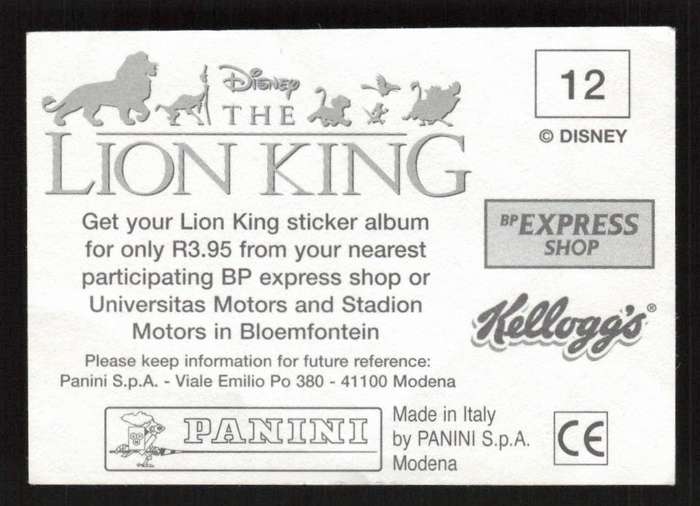 Disney
THE
LION KING
12
© DISNEY
Get your Lion King sticker album
for only R3.95 from your nearest
participating BP express shop or
Universitas Motors and Stadion
Motors in Bloemfontein
BP EXPRESS
SHOP
Kellogg's®
Please keep information for future reference:
Panini S.p.A. - Viale Emilio Po 380 - 41100 Modena
PANINI
Made in Italy
by PANINI S.p.A.
Modena
CE